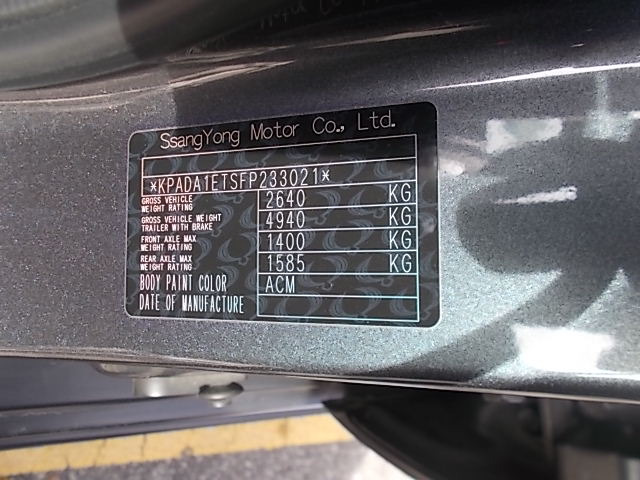 SsangYong Motor Co., Ltd.
*KPADA1ETSFP233021*
GROSS VEHICLE WEIGHT RATING 2640 KG
GROSS VEHICLE WEIGHT TRAILER WITH BRAKE 4940 KG
FRONT AXLE MAX WEIGHT RATING 1400 KG
REAR AXLE MAX WEIGHT RATING 1585 KG
BODY PAINT COLOR ACM
DATE OF MANUFACTURE